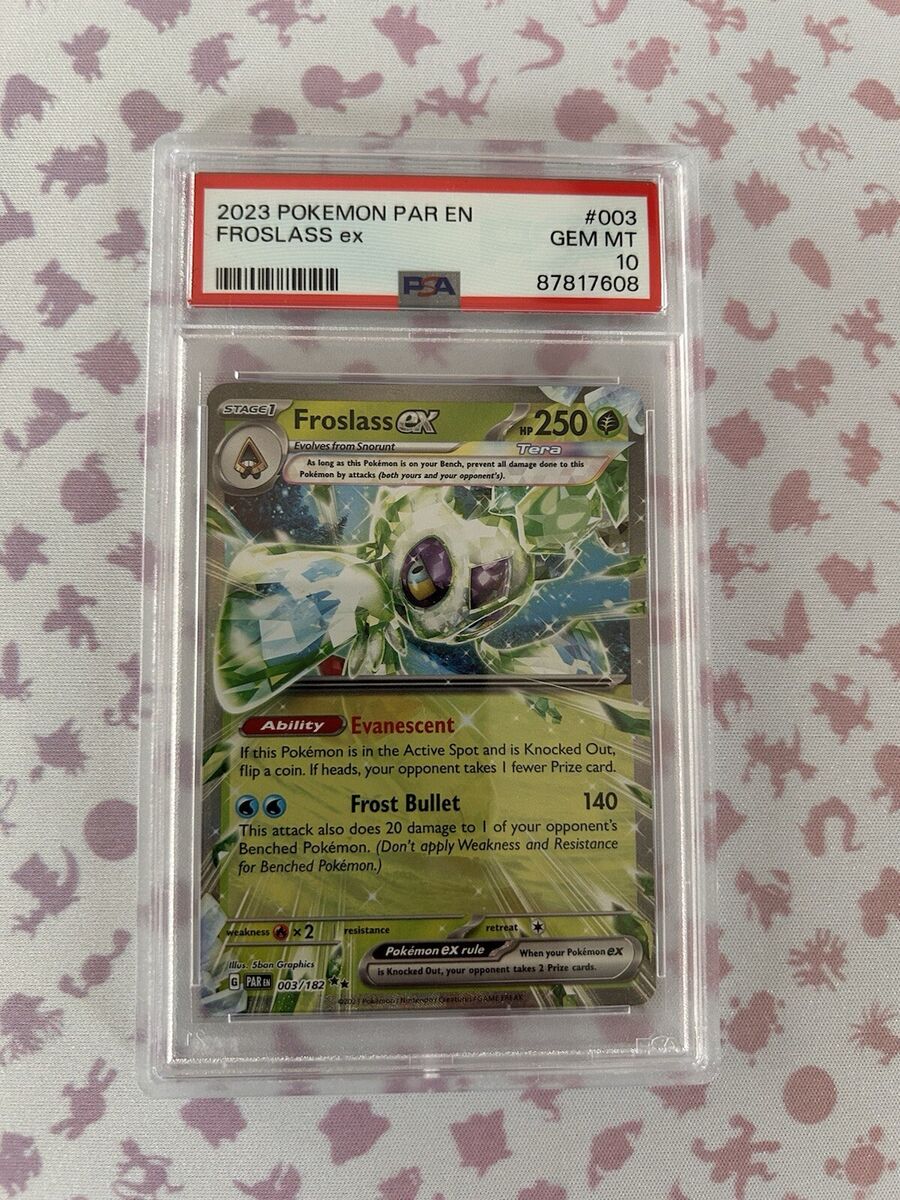 2023 POKEMON PAR EN #003
FROSLASS ex GEM MT
10
PSA 87817608
STAGE1 Froslass ex HP 250
Evolves from Snorunt Tera
As long as this Pokémon is on your Bench, prevent all damage done to this
Pokémon by attacks (both yours and your opponent's).
Ability Evanescent
If this Pokémon is in the Active Spot and is Knocked Out,
flip a coin. If heads, your opponent takes 1 fewer Prize card.
Frost Bullet 140
This attack also does 20 damage to 1 of your opponent's
Benched Pokémon. (Don't apply Weakness and Resistance
for Benched Pokémon.)
weakness ×2 resistance retreat
Pokémon ex rule When your Pokémon ex
is Knocked Out, your opponent takes 2 Prize cards.
Illus. 5ban Graphics
G PAR EN 003/182
©2023 Pokémon / Nintendo / Creatures / GAME FREAK